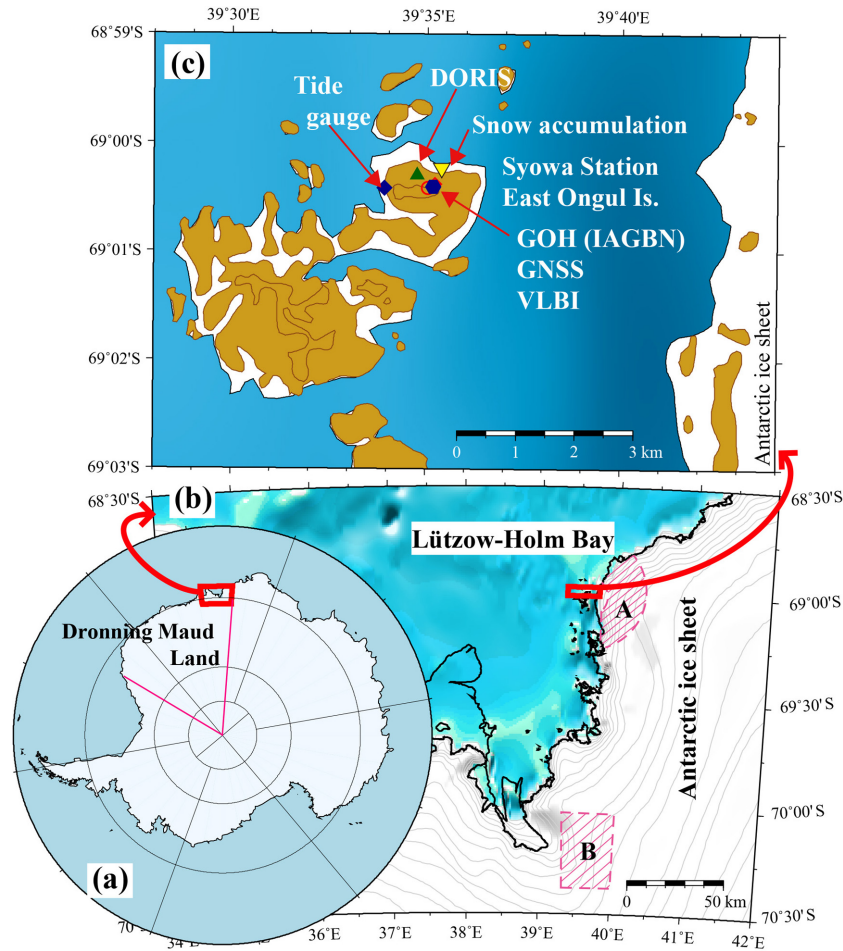 39°30'E 39°35'E 39°40'E
68°59'S
(c)
DORIS
Tide
gauge
Snow accumulation
69°00'S
Syowa Station
East Ongul Is.
GOH (IAGBN)
GNSS
VLBI
69°01'S
69°02'S
Antarctic ice sheet
0 1 2 3 km
69°03'S
68°30'S
(b)
68°30'S
Lützow-Holm Bay
A
69°00'S
Dronning Maud
Land
69°30'S
Antarctic ice sheet
70°00'S
B
(a)
0 50 km
70°30'S
70°
34°E 36°E 37°E 38°E 39°E 40°E 41°E 42°E